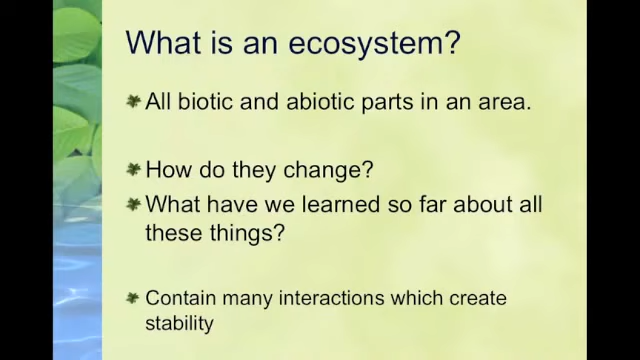 What is an ecosystem?
All biotic and abiotic parts in an area.
How do they change?
What have we learned so far about all
these things?
Contain many interactions which create
stability